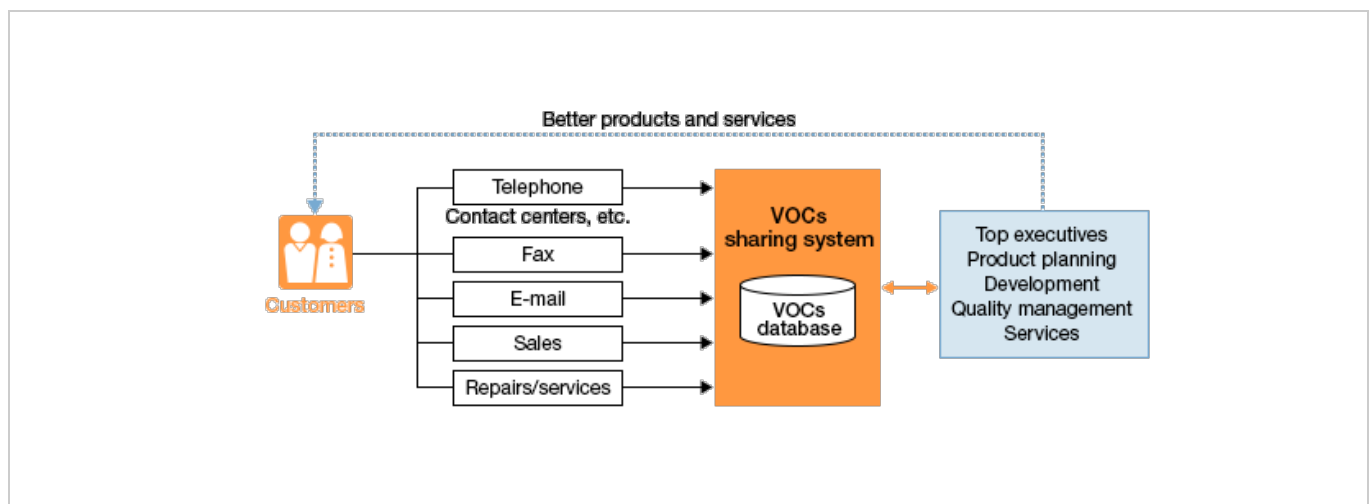 Better products and services
Telephone
Contact centers, etc.
Fax
E-mail
Sales
Repairs/services
Customers
VOCs
sharing system
VOCs
database
Top executives
Product planning
Development
Quality management
Services